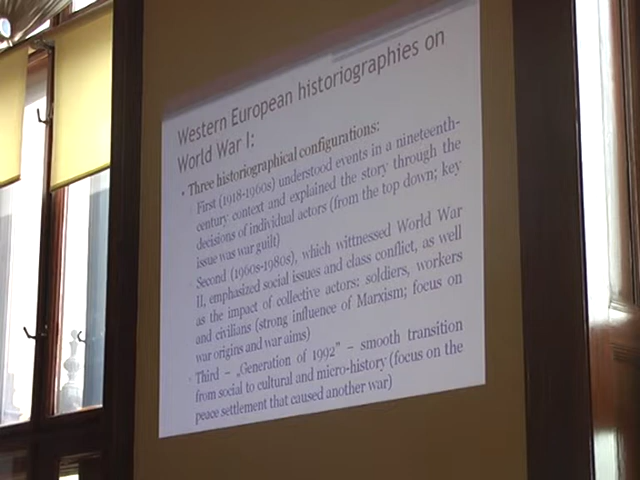 Western European historiographies on
World War I:
• Three historiographical configurations:
First (1918-1960s) understood events in a nineteenth-
century context and explained the story through the
decisions of individual actors (from the top down; key
issue was war guilt)
Second (1960s-1980s), which wittnessed World War
II, emphasized social issues and class conflict, as well
as the impact of collective actors: soldiers, workers
and civilians (strong influence of Marxism; focus on
war origins and war aims)
Third – „Generation of 1992” – smooth transition
from social to cultural and micro-history (focus on the
peace settlement that caused another war)